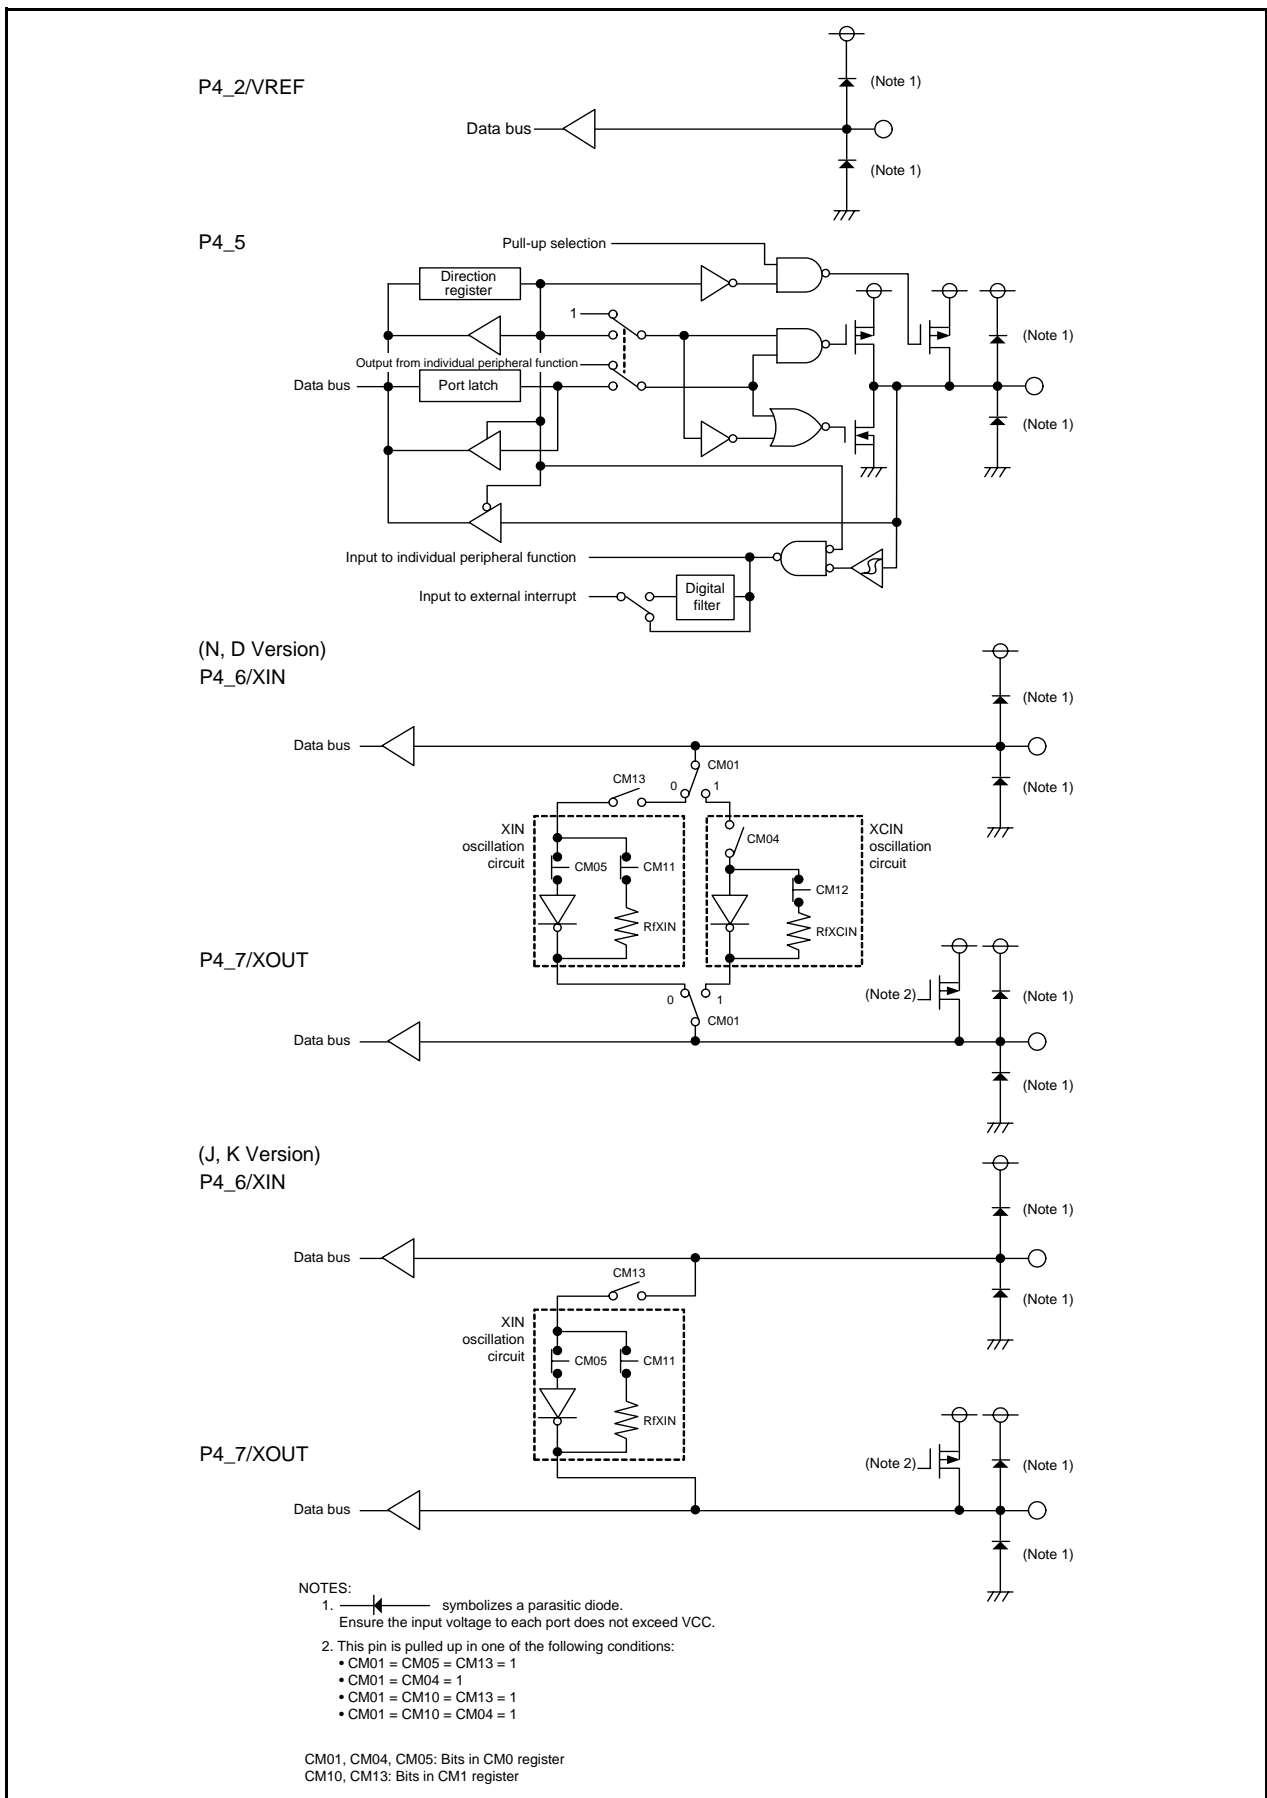 P4_2/VREF
(Note 1)
Data bus
(Note 1)
P4_5
Pull-up selection
Direction
register
1
(Note 1)
Output from individual peripheral function
Data bus
Port latch
(Note 1)
Input to individual peripheral function
Input to external interrupt
Digital
filter
(N, D Version)
P4_6/XIN
(Note 1)
Data bus
CM01
CM13
0
1
(Note 1)
XIN
oscillation
circuit
CM05
CM11
RfXIN
CM04
XCIN
oscillation
circuit
CM12
RfXCIN
P4_7/XOUT
(Note 2)
(Note 1)
0
1
CM01
Data bus
(Note 1)
(J, K Version)
P4_6/XIN
(Note 1)
Data bus
CM13
(Note 1)
XIN
oscillation
circuit
CM05
CM11
RfXIN
P4_7/XOUT
(Note 2)
(Note 1)
Data bus
(Note 1)
NOTES:
1. symbolizes a parasitic diode.
Ensure the input voltage to each port does not exceed VCC.
2. This pin is pulled up in one of the following conditions:
• CM01 = CM05 = CM13 = 1
• CM01 = CM04 = 1
• CM01 = CM10 = CM13 = 1
• CM01 = CM10 = CM04 = 1
CM01, CM04, CM05: Bits in CM0 register
CM10, CM13: Bits in CM1 register